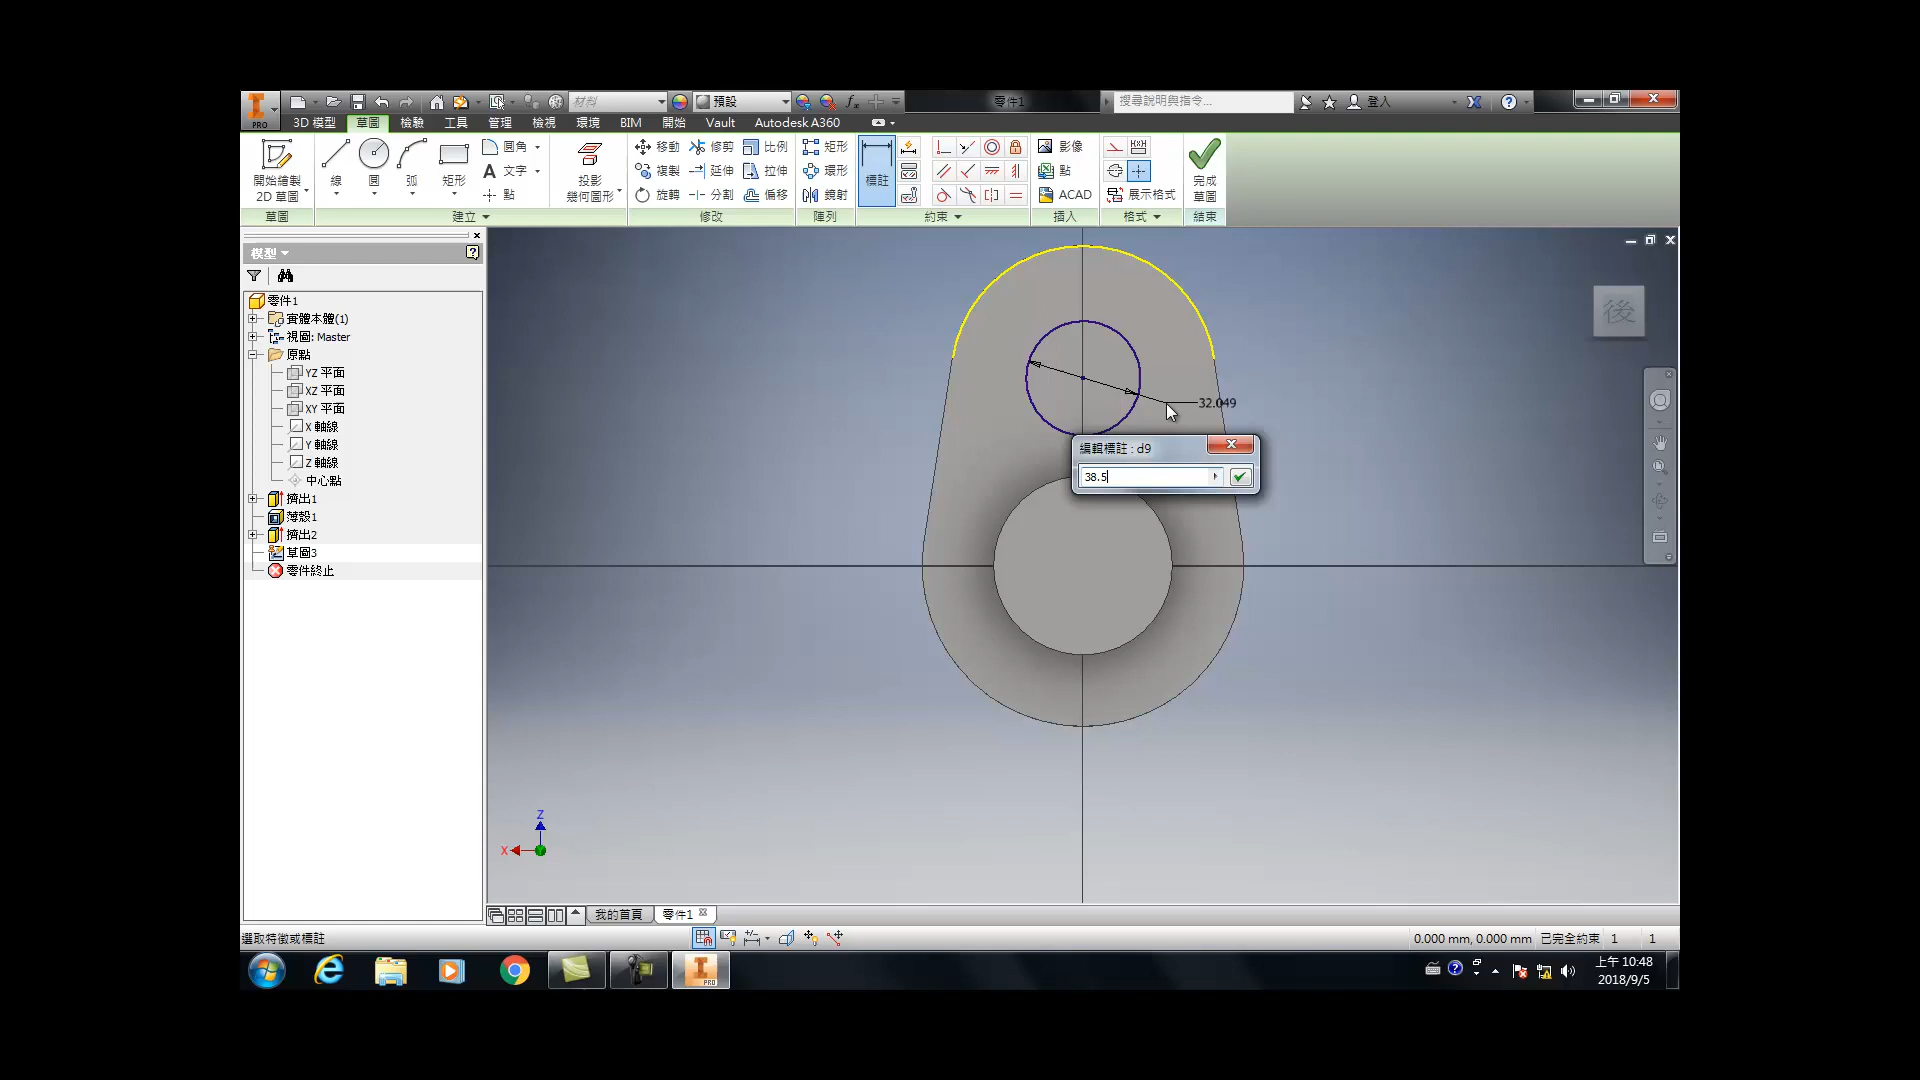 PRO
材料
預設
零件1
搜尋說明與指令...
登入
3D 模型 草圖 檢驗 工具 管理 檢視 環境 BIM 開始 Vault Autodesk A360
開始繪製
2D 草圖
線
圓
弧
矩形
圓角
文字
點
投影
幾何圖形
移動 修剪 比例
複製 延伸 拉伸
旋轉 分割 偏移
矩形
環形
鏡射
標註
影像
點
ACAD
展示格式
完成
草圖
草圖 建立 修改 陣列 約束 插入 格式 結束
模型
零件1
實體本體(1)
視圖: Master
原點
YZ 平面
XZ 平面
XY 平面
X 軸線
Y 軸線
Z 軸線
中心點
擠出1
薄殼1
擠出2
草圖3
零件終止
後
32.049
編輯標註 : d9
38.5
Z
X
我的首頁 零件1
選取特徵或標註
0.000 mm, 0.000 mm 已完全約束 1 1
PRO
上午 10:48
2018/9/5